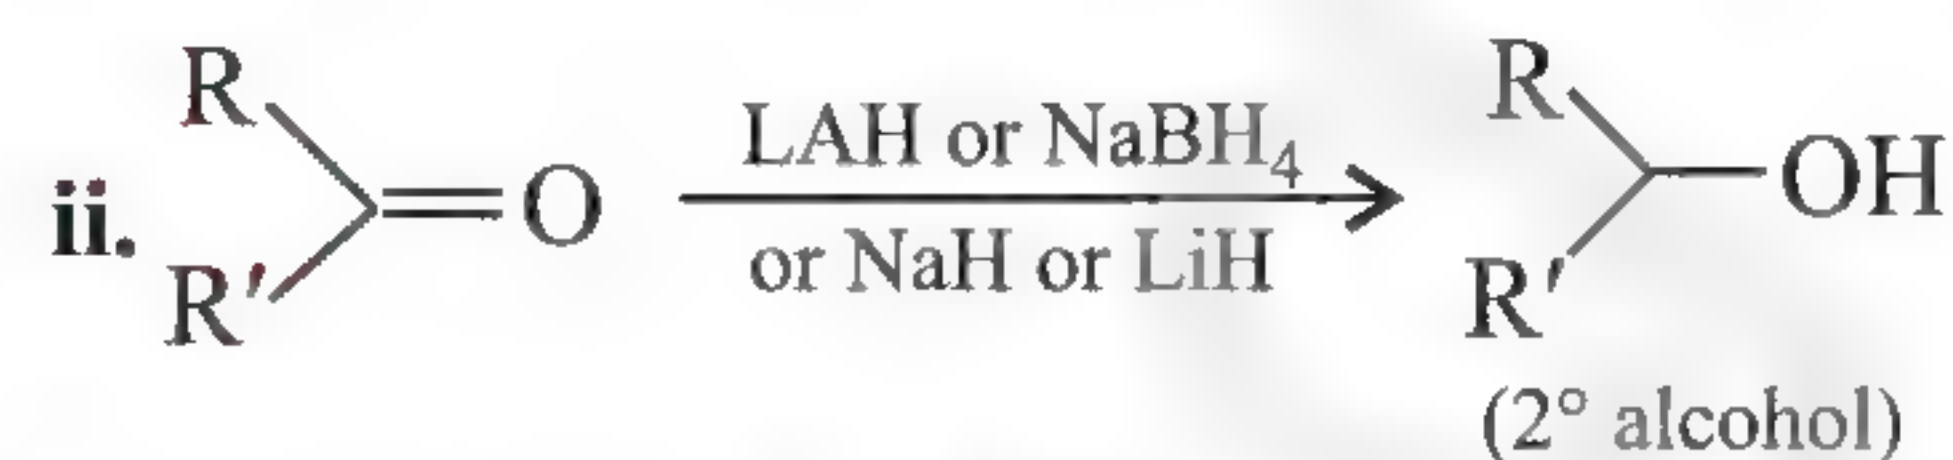 R
R
LAH or NaBH₄
ii.
O
OH
or NaH or LiH
R′
R′
(2° alcohol)